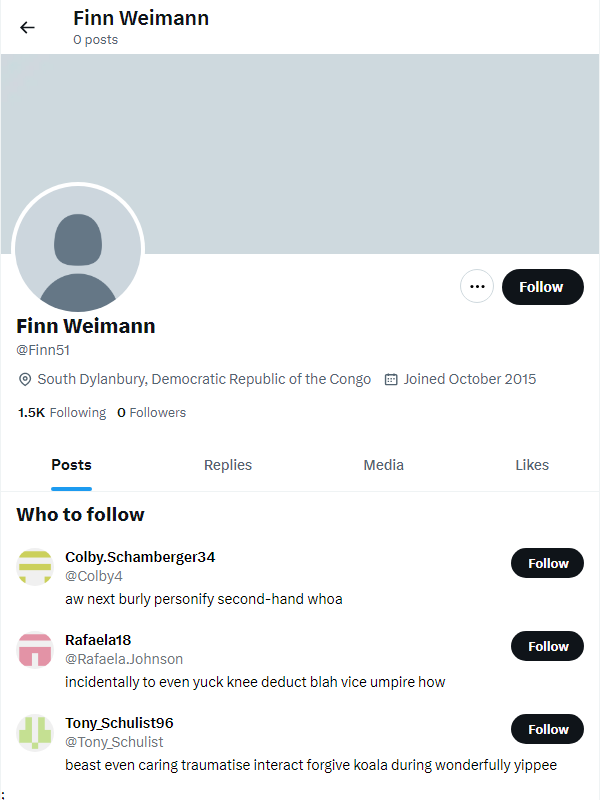 Finn Weimann
0 posts
Follow
Finn Weimann
@Finn51
South Dylanbury, Democratic Republic of the Congo Joined October 2015
1.5K Following 0 Followers
Posts Replies Media Likes
Who to follow
Colby.Schamberger34
@Colby4
Follow
aw next burly personify second-hand whoa
Rafaela18
@Rafaela.Johnson
Follow
incidentally to even yuck knee deduct blah vice umpire how
Tony_Schulist96
@Tony_Schulist
Follow
beast even caring traumatise interact forgive koala during wonderfully yippee
;